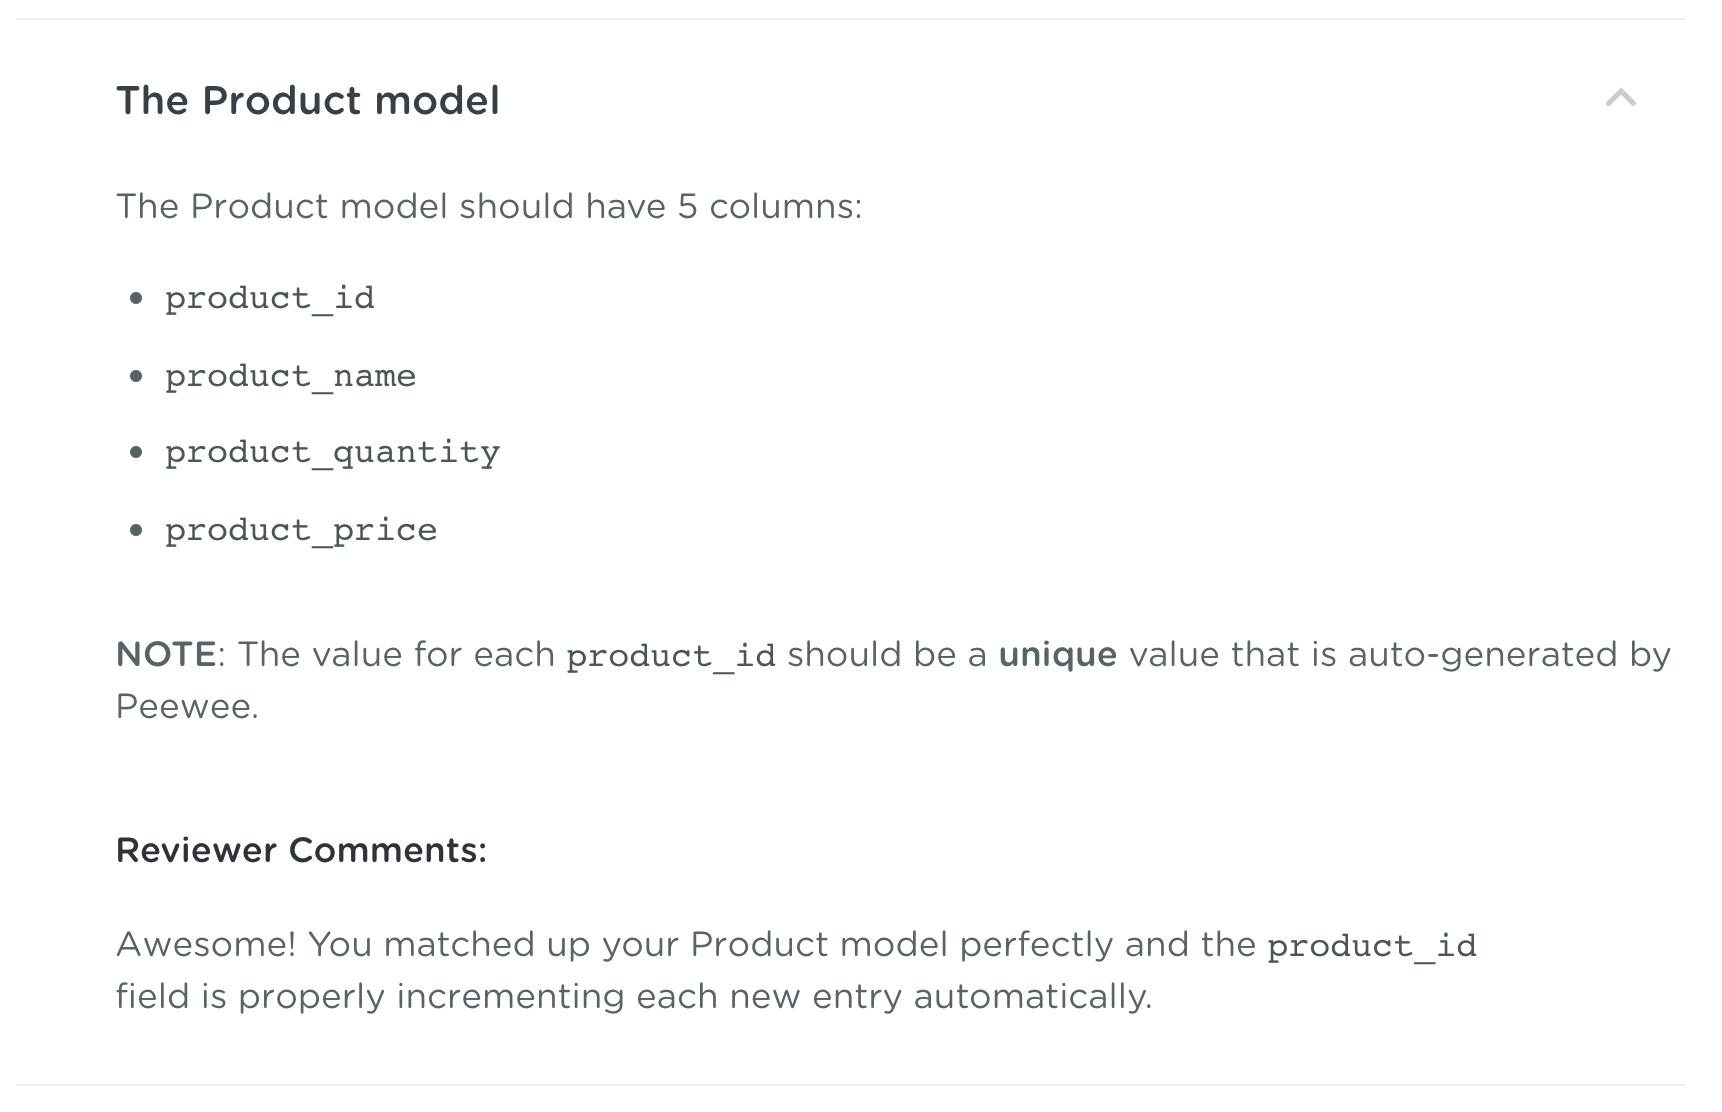 The Product model
The Product model should have 5 columns:
• product_id
• product_name
• product_quantity
• product_price
NOTE: The value for each product_id should be a unique value that is auto-generated by
Peewee.
Reviewer Comments:
Awesome! You matched up your Product model perfectly and the product_id
field is properly incrementing each new entry automatically.